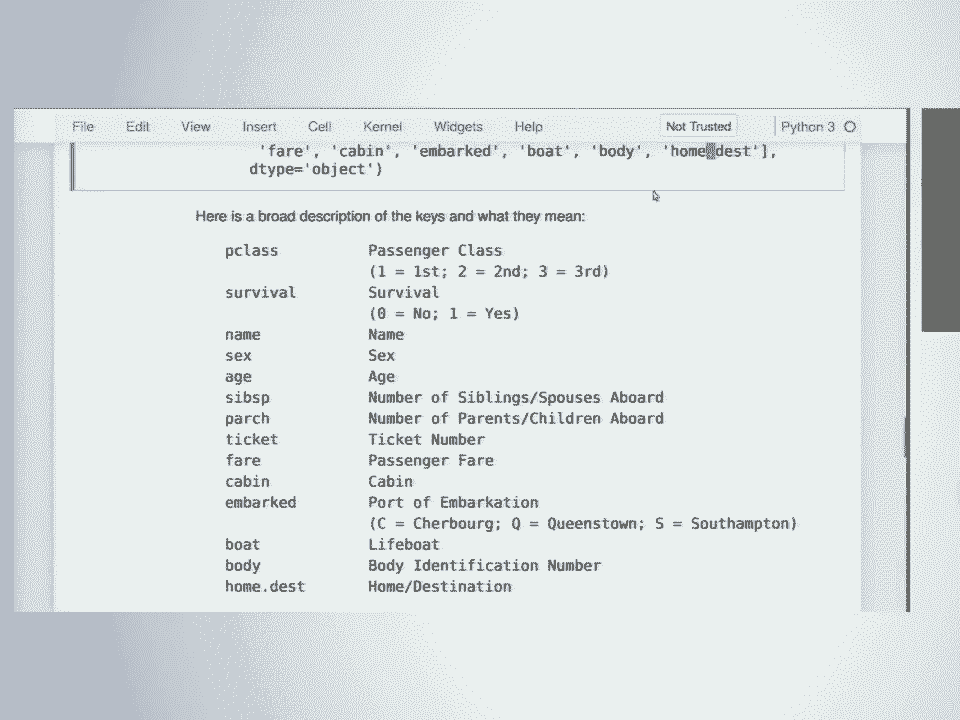 File Edit View Insert Cell Kernel Widgets Help Not Trusted Python 3
'fare', 'cabin', 'embarked', 'boat', 'body', 'home.dest'],
dtype='object')
Here is a broad description of the keys and what they mean:
pclass Passenger Class
(1 = 1st; 2 = 2nd; 3 = 3rd)
survival Survival
(0 = No; 1 = Yes)
name Name
sex Sex
age Age
sibsp Number of Siblings/Spouses Aboard
parch Number of Parents/Children Aboard
ticket Ticket Number
fare Passenger Fare
cabin Cabin
embarked Port of Embarkation
(C = Cherbourg; Q = Queenstown; S = Southampton)
boat Lifeboat
body Body Identification Number
home.dest Home/Destination